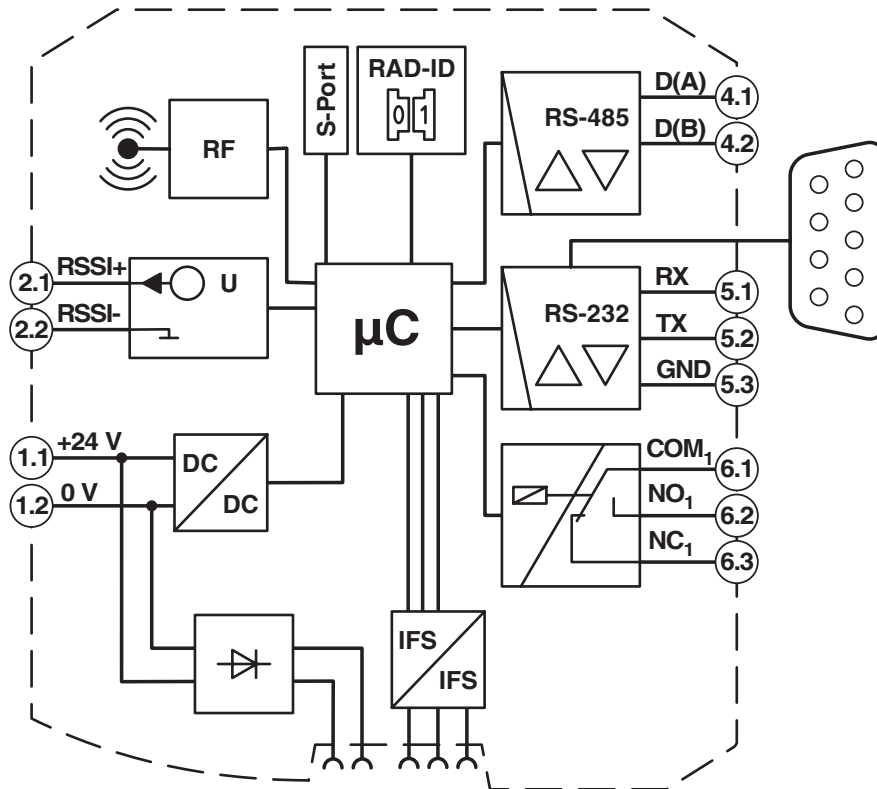 S-Port
RAD-ID
0 1
RF
RS-485
D(A) 4.1
D(B) 4.2
2.1 RSSI+
2.2 RSSI-
U
µC
RS-232
RX 5.1
TX 5.2
GND 5.3
1.1 +24 V
1.2 0 V
DC
DC
COM1 6.1
NO1 6.2
NC1 6.3
IFS
IFS